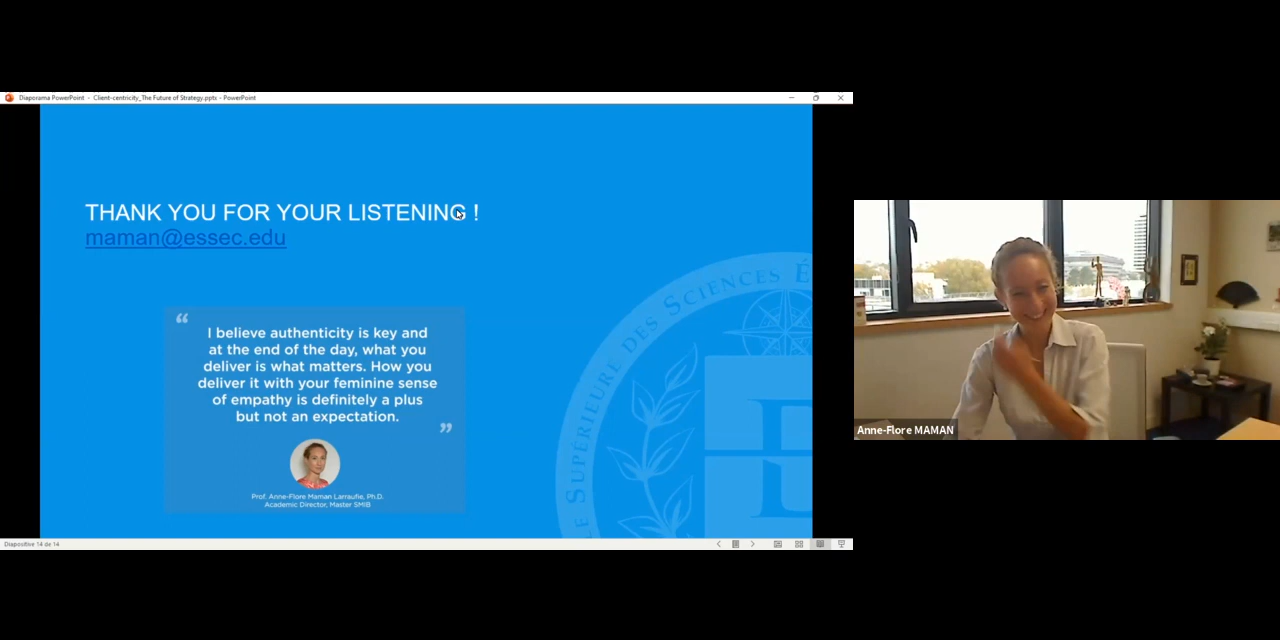 Diaporama PowerPoint - Client-centricity_The Future of Strategy.pptx - PowerPoint
THANK YOU FOR YOUR LISTENING !
maman@essec.edu
“
I believe authenticity is key and
at the end of the day, what you
deliver is what matters. How you
deliver it with your feminine sense
of empathy is definitely a plus
but not an expectation.
”
Prof. Anne-Flore Maman Larraufie, Ph.D.
Academic Director, Master SMIB
E SUPÉRIEURE DES SCIENCES É
Diapositive 14 de 14
Anne-Flore MAMAN